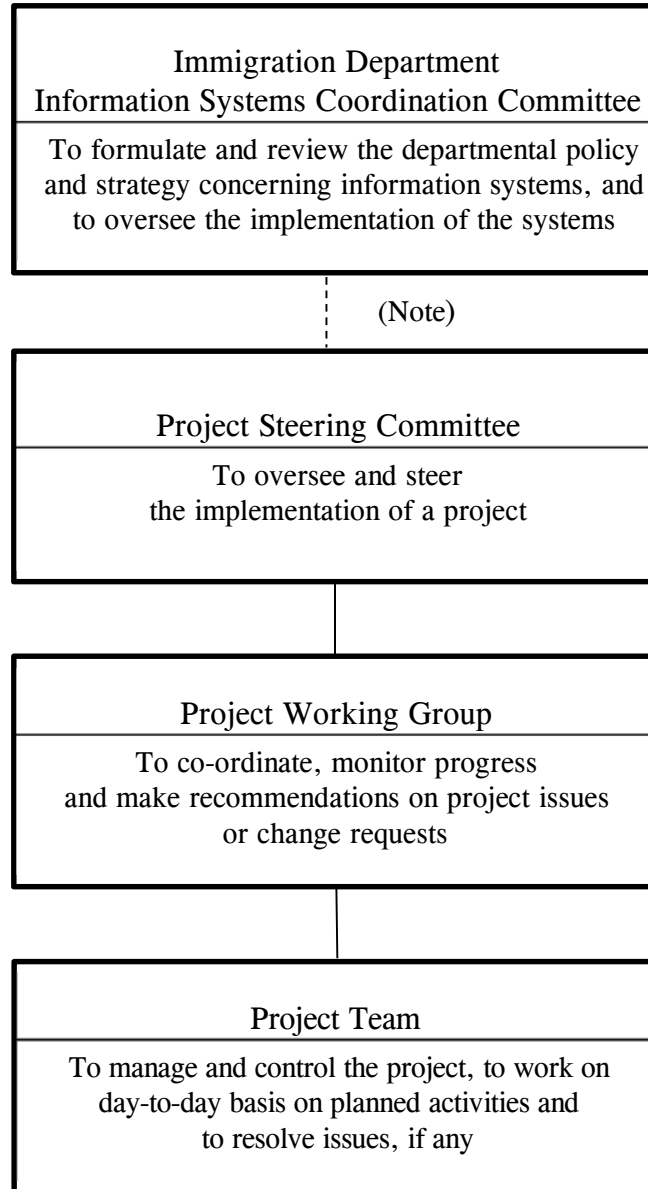 Immigration Department
Information Systems Coordination Committee
To formulate and review the departmental policy
and strategy concerning information systems, and
to oversee the implementation of the systems
(Note)
Project Steering Committee
To oversee and steer
the implementation of a project
Project Working Group
To co-ordinate, monitor progress
and make recommendations on project issues
or change requests
Project Team
To manage and control the project, to work on
day-to-day basis on planned activities and
to resolve issues, if any